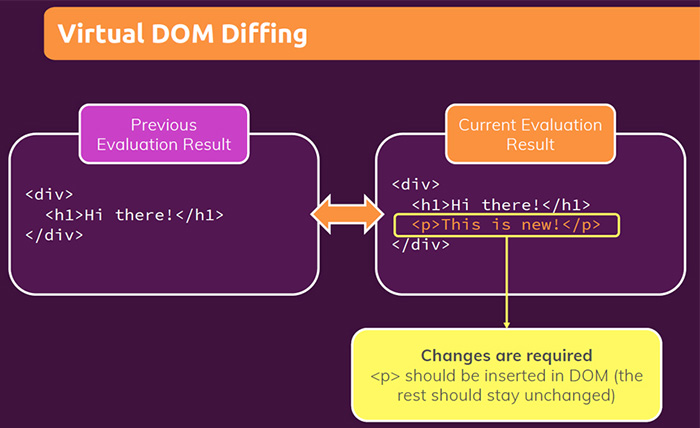 Virtual DOM Diffing
Previous
Evaluation Result
<div>
<h1>Hi there!</h1>
</div>
Current Evaluation
Result
<div>
<h1>Hi there!</h1>
<p>This is new!</p>
</div>
Changes are required
<p> should be inserted in DOM (the
rest should stay unchanged)